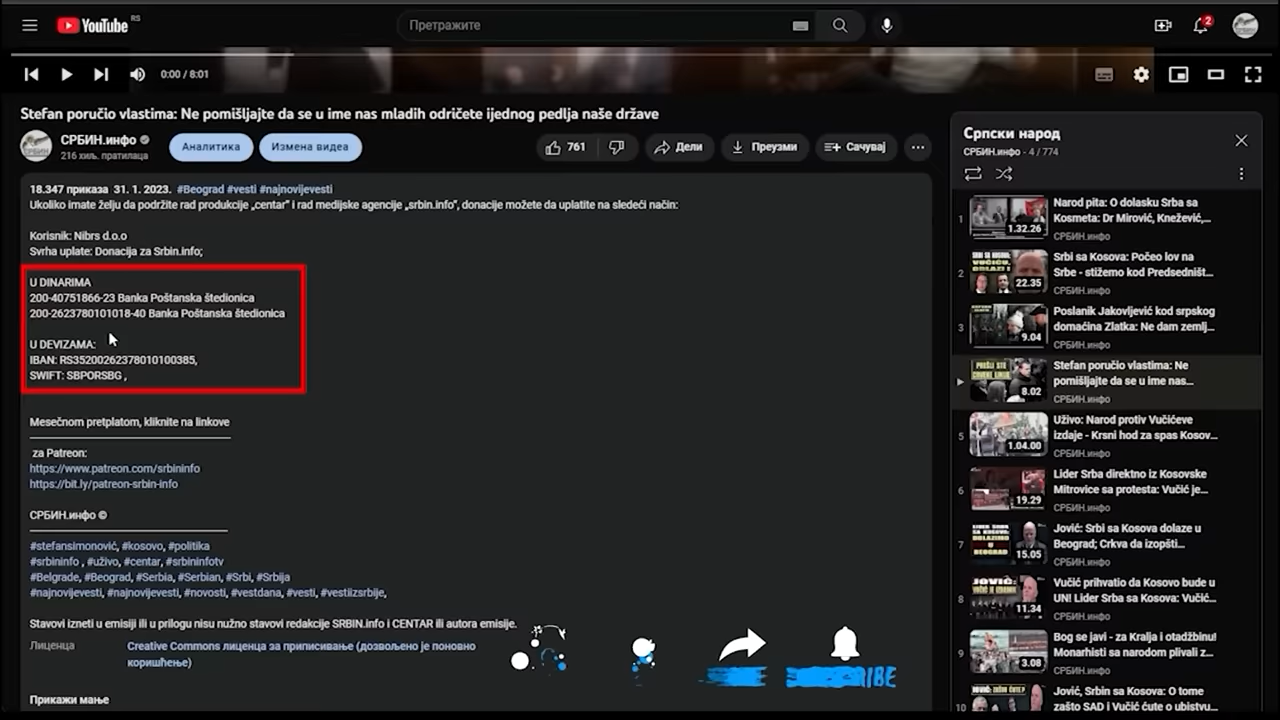 YouTube RS
Претражите
2
0:00 / 8:01
Stefan poručio vlastima: Ne pomišljajte da se u ime nas mladih odričete ijednog pedlja naše države
СРБИН.инфо
216 хиљ. пратилаца
Аналитика
Измена видеа
761
Дели
Преузми
Сачувај
18.347 приказа 31. 1. 2023. #Beograd #vesti #najnovijevesti
Ukoliko imate želju da podržite rad produkcije „centar" i rad medijske agencije „srbin.info", donacije možete da uplatite na sledeći način:
Korisnik: Nibrs d.o.o
Svrha uplate: Donacija za Srbin.info;
U DINARIMA
200-40751866-23 Banka Poštanska štedionica
200-2623780101018-40 Banka Poštanska štedionica
U DEVIZAMA:
IBAN: RS35200262378010100385,
SWIFT: SBPORSBG ,
Mesečnom pretplatom, kliknite na linkove
za Patreon:
https://www.patreon.com/srbininfo
https://bit.ly/patreon-srbin-info
СРБИН.инфо ©
#stefansimonović, #kosovo, #politika
#srbininfo , #uživo, #centar, #srbininfotv
#Belgrade, #Beograd, #Serbia, #Serbian, #Srbi, #Srbija
#najnovijevesti, #najnovijevesti, #novosti, #vestdana, #vesti, #vestiizsrbije,
Stavovi izneti u emisiji ili u prilogu nisu nužno stavovi redakcije SRBIN.info i CENTAR ili autora emisije.
Лиценца
Creative Commons лиценца за приписивање (дозвољено је поновно
коришћење)
Прикажи мање
Српски народ
СРБИН.инфо - 4 / 774
1
1.32.26
Narod pita: O dolasku Srba sa
Kosmeta: Dr Mirović, Knežević,...
СРБИН.инфо
2
22.35
Srbi sa Kosova: Počeo lov na
Srbe - stižemo kod Predsedništ...
СРБИН.инфо
3
9.04
Poslanik Jakovljević kod srpskog
domaćina Zlatka: Ne dam zemlj...
СРБИН.инфо
8.02
Stefan poručio vlastima: Ne
pomišljajte da se u ime nas...
СРБИН.инфо
5
1.04.00
Uživo: Narod protiv Vučićeve
izdaje - Krsni hod za spas Kosov...
СРБИН.инфо
6
19.29
Lider Srba direktno iz Kosovske
Mitrovice sa protesta: Vučić je...
СРБИН.инфо
7
15.05
Jović: Srbi sa Kosova dolaze u
Beograd; Crkva da izopšti...
СРБИН.инфо
8
11.34
Vučić prihvatio da Kosovo bude u
UN! Lider Srba sa Kosova: Vučić...
СРБИН.инфо
9
3.08
Bog se javi - za Kralja i otadžbinu!
Monarhisti sa narodom plivali z...
СРБИН.инфо
10
Jović, Srbin sa Kosova: O tome
zašto SAD i Vučić ćute o ubistvu...